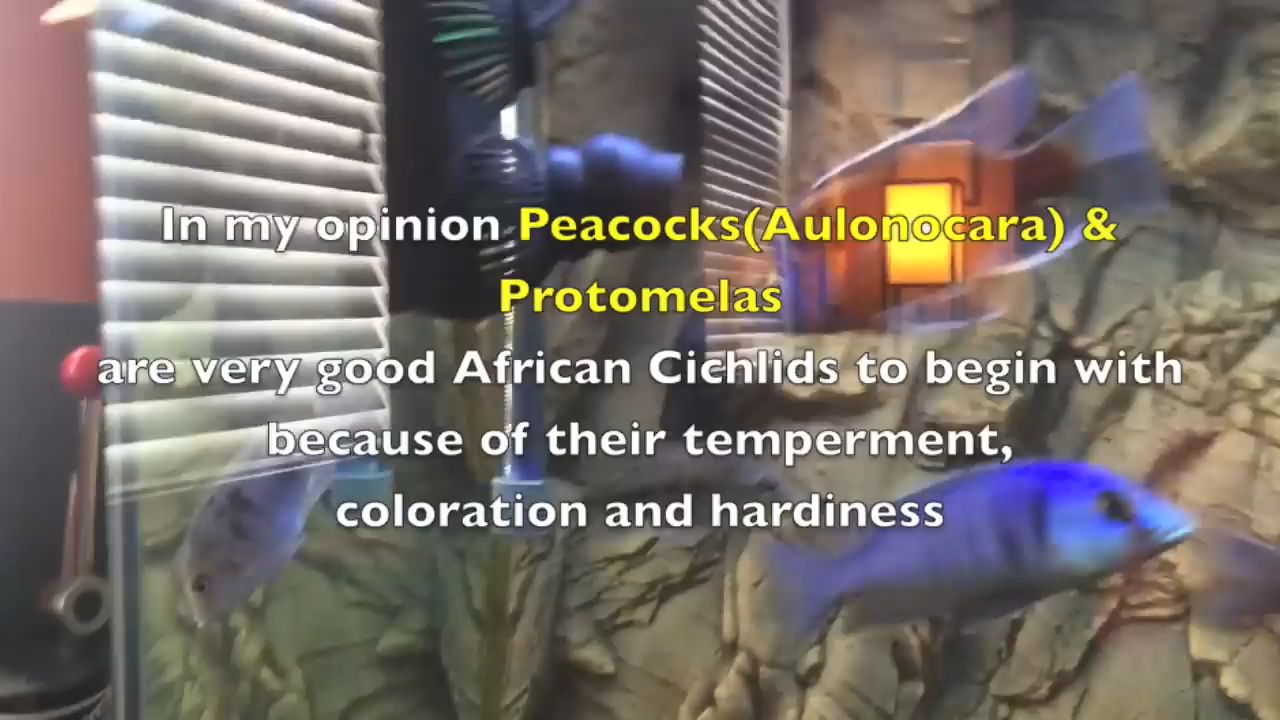 In my opinion Peacocks(Aulonocara) &
Protomelas
are very good African Cichlids to begin with
because of their temperment,
coloration and hardiness